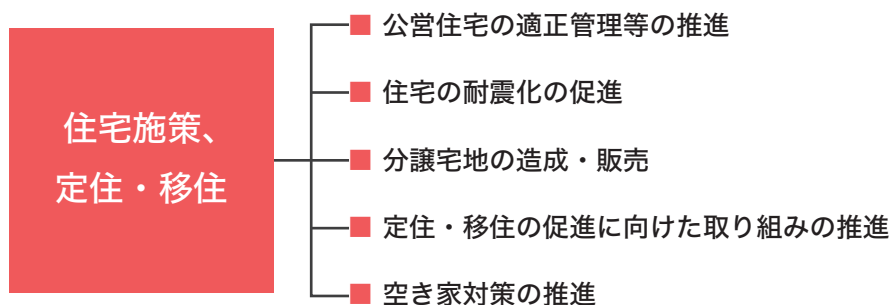 住宅施策、
定住・移住
公営住宅の適正管理等の推進
住宅の耐震化の促進
分譲宅地の造成・販売
定住・移住の促進に向けた取り組みの推進
空き家対策の推進